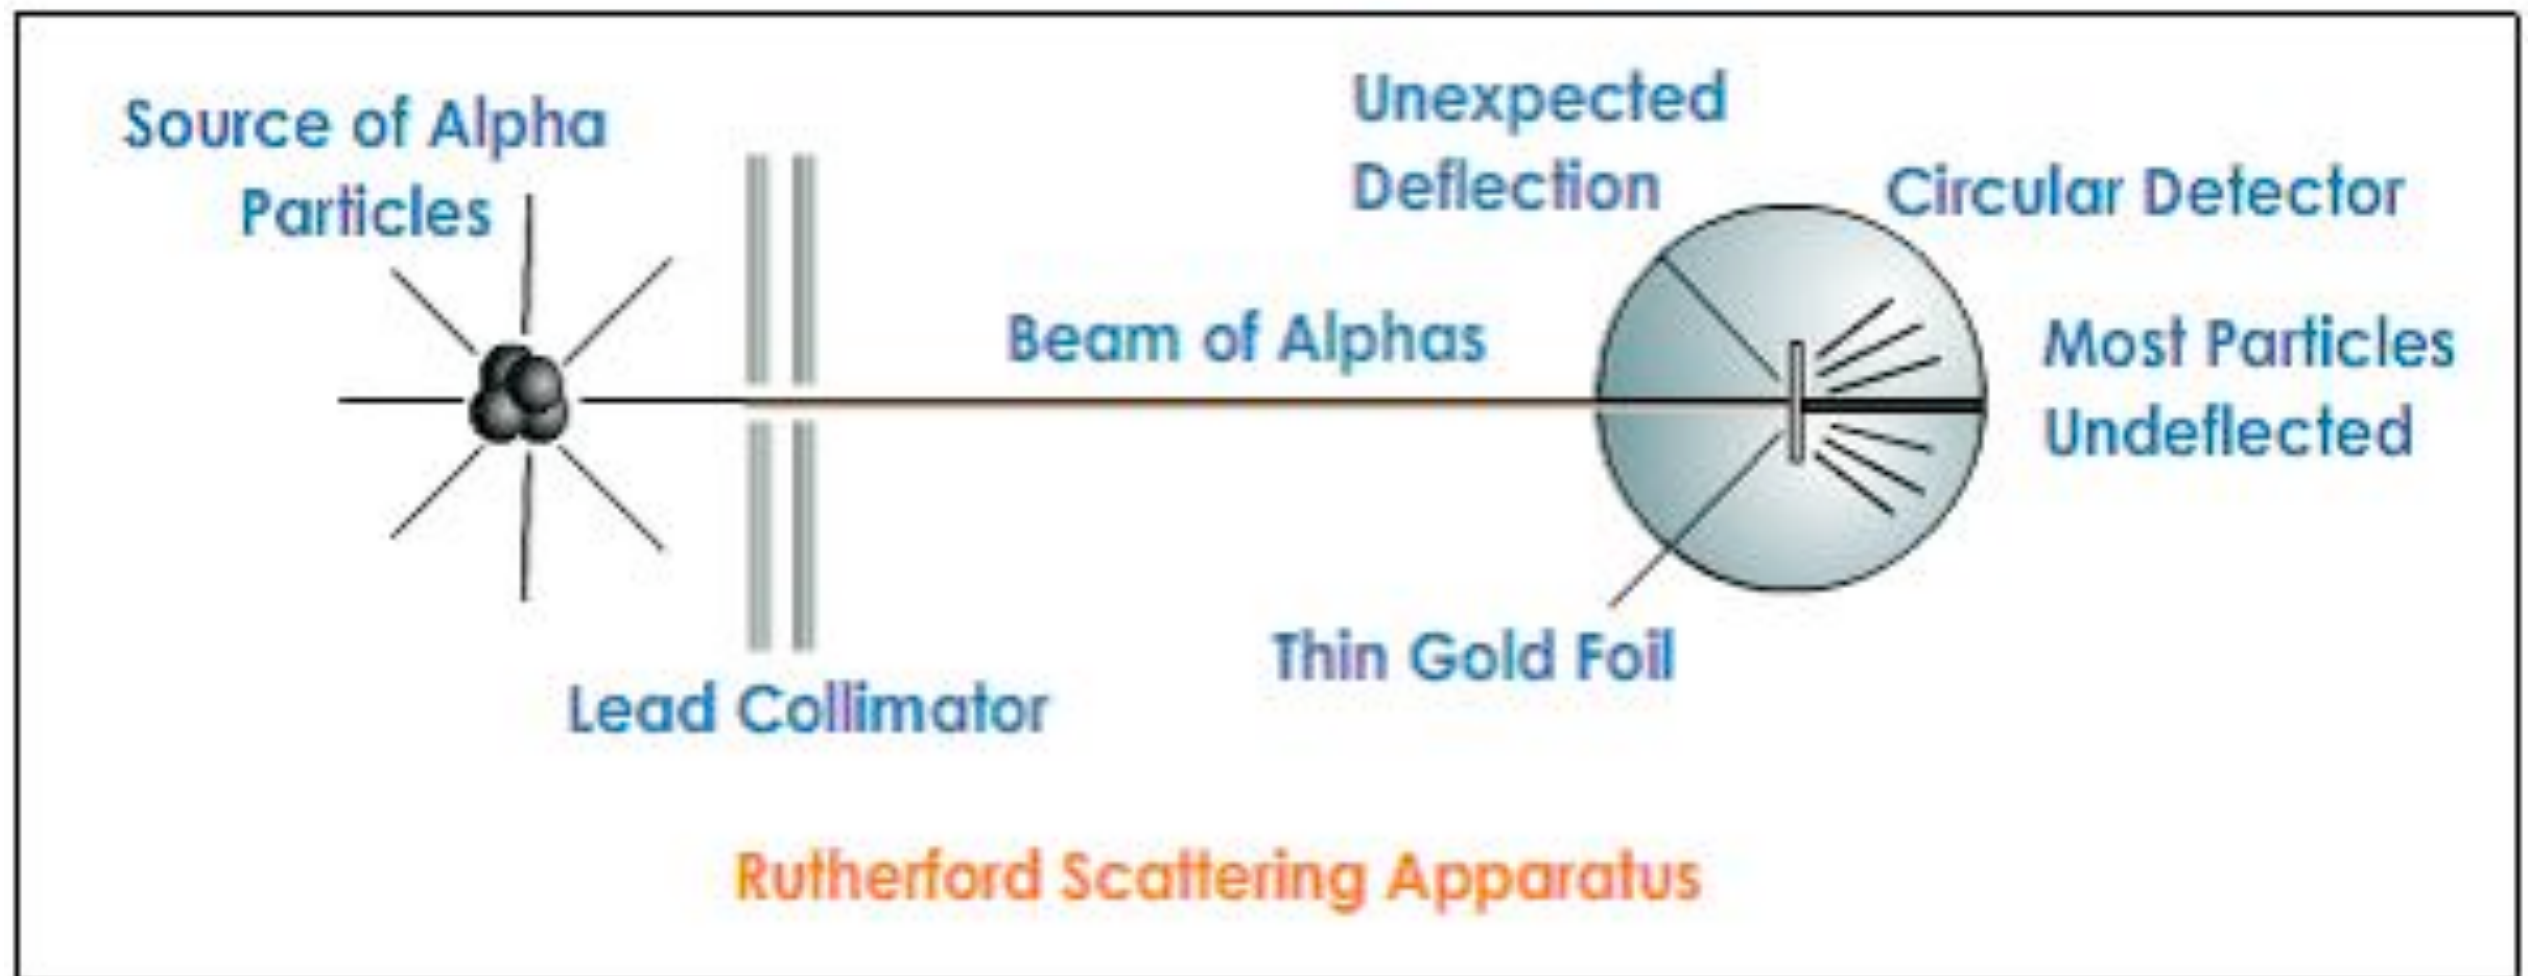 Source of Alpha
Particles
Unexpected
Deflection
Circular Detector
Beam of Alphas
Most Particles
Undeflected
Thin Gold Foil
Lead Collimator
Rutherford Scattering Apparatus